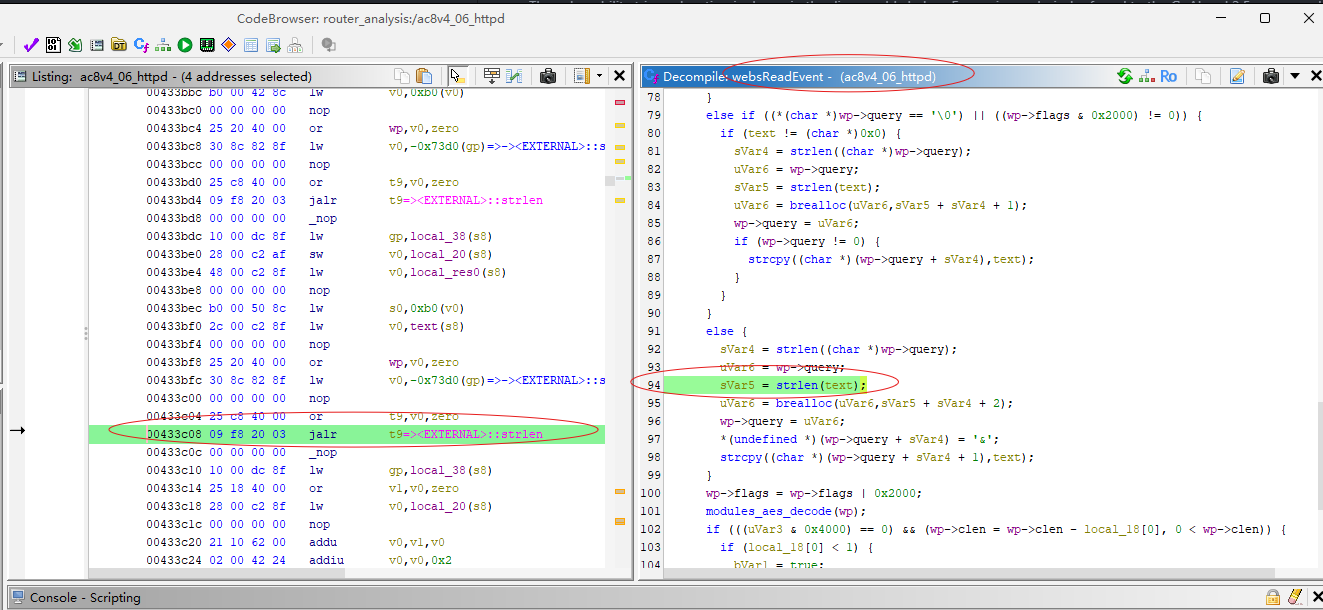 CodeBrowser: router_analysis:/ac8v4_06_httpd
Listing: ac8v4_06_httpd - (4 addresses selected)
00433bbc b0 00 42 8c lw v0,0xb0(v0)
00433bc0 00 00 00 00 nop
00433bc4 25 20 40 00 or wp,v0,zero
00433bc8 30 8c 82 8f lw v0,-0x73d0(gp)=>-><EXTERNAL>::s
00433bcc 00 00 00 00 nop
00433bd0 25 c8 40 00 or t9,v0,zero
00433bd4 09 f8 20 03 jalr t9=><EXTERNAL>::strlen
00433bd8 00 00 00 00 _nop
00433bdc 10 00 dc 8f lw gp,local_38(s8)
00433be0 28 00 c2 af sw v0,local_20(s8)
00433be4 48 00 c2 8f lw v0,local_res0(s8)
00433be8 00 00 00 00 nop
00433bec b0 00 50 8c lw s0,0xb0(v0)
00433bf0 2c 00 c2 8f lw v0,text(s8)
00433bf4 00 00 00 00 nop
00433bf8 25 20 40 00 or wp,v0,zero
00433bfc 30 8c 82 8f lw v0,-0x73d0(gp)=>-><EXTERNAL>::s
00433c00 00 00 00 00 nop
00433c04 25 c8 40 00 or t9,v0,zero
00433c08 09 f8 20 03 jalr t9=><EXTERNAL>::strlen
00433c0c 00 00 00 00 _nop
00433c10 10 00 dc 8f lw gp,local_38(s8)
00433c14 25 18 40 00 or v1,v0,zero
00433c18 28 00 c2 8f lw v0,local_20(s8)
00433c1c 00 00 00 00 nop
00433c20 21 10 62 00 addu v0,v1,v0
00433c24 02 00 42 24 addiu v0,v0,0x2
Decompile: websReadEvent - (ac8v4_06_httpd)
Ro
78 }
79 else if ((*(char *)wp->query == '\0') || ((wp->flags & 0x2000) != 0)) {
80 if (text != (char *)0x0) {
81 sVar4 = strlen((char *)wp->query);
82 uVar6 = wp->query;
83 sVar5 = strlen(text);
84 uVar6 = brealloc(uVar6,sVar5 + sVar4 + 1);
85 wp->query = uVar6;
86 if (wp->query != 0) {
87 strcpy((char *)(wp->query + sVar4),text);
88 }
89 }
90 }
91 else {
92 sVar4 = strlen((char *)wp->query);
93 uVar6 = wp->query;
94 sVar5 = strlen(text);
95 uVar6 = brealloc(uVar6,sVar5 + sVar4 + 2);
96 wp->query = uVar6;
97 *(undefined *)(wp->query + sVar4) = '&';
98 strcpy((char *)(wp->query + sVar4 + 1),text);
99 }
100 wp->flags = wp->flags | 0x2000;
101 modules_aes_decode(wp);
102 if (((uVar3 & 0x4000) == 0) && (wp->clen = wp->clen - local_18[0], 0 < wp->clen)) {
103 if (local_18[0] < 1) {
104 bVar1 = true;
Console - Scripting